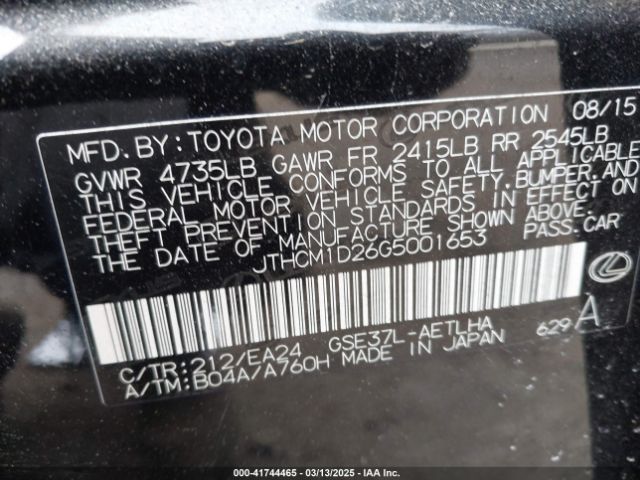 MFD. BY: TOYOTA MOTOR CORPORATION 08/15
GVWR 4735LB GAWR FR 2415LB RR 2545LB
THIS VEHICLE CONFORMS TO ALL APPLICABLE
FEDERAL MOTOR VEHICLE SAFETY, BUMPER, AND
THEFT PREVENTION STANDARDS IN EFFECT ON
THE DATE OF MANUFACTURE SHOWN ABOVE.
JTHCM1D26G5001653 PASS. CAR
GSE37L-AETLHA 629 A
C/TR: 212/EA24
A/TM: B04A/A760H MADE IN JAPAN
000-41744465 - 03/13/2025 - IAA Inc.